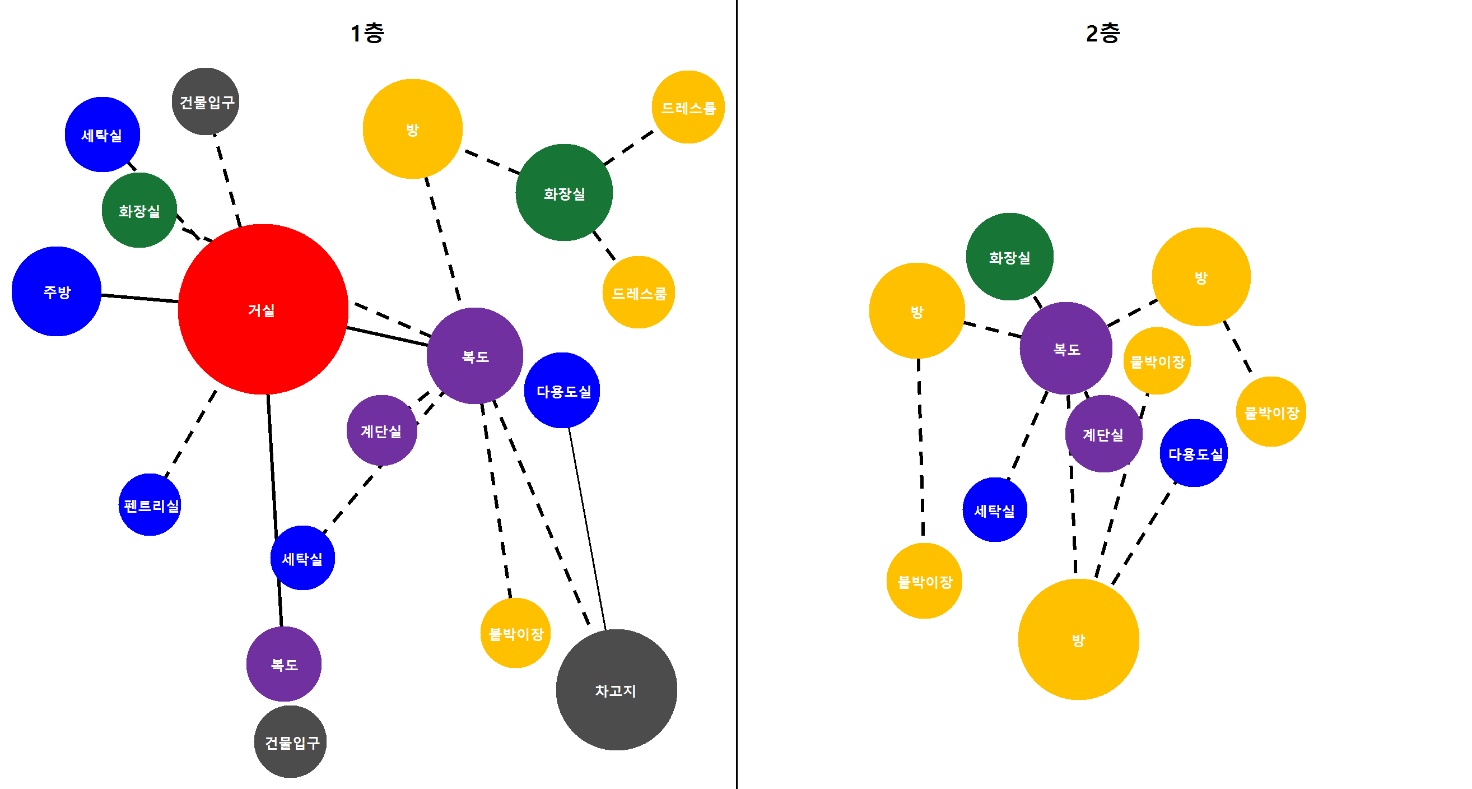 1층
건물입구
세탁실
화장실
주방
거실
방
드레스룸
화장실
드레스룸
복도
다용도실
계단실
펜트리실
세탁실
붙박이장
복도
차고지
건물입구
2층
화장실
방
방
복도
붙박이장
붙박이장
계단실
다용도실
세탁실
붙박이장
방